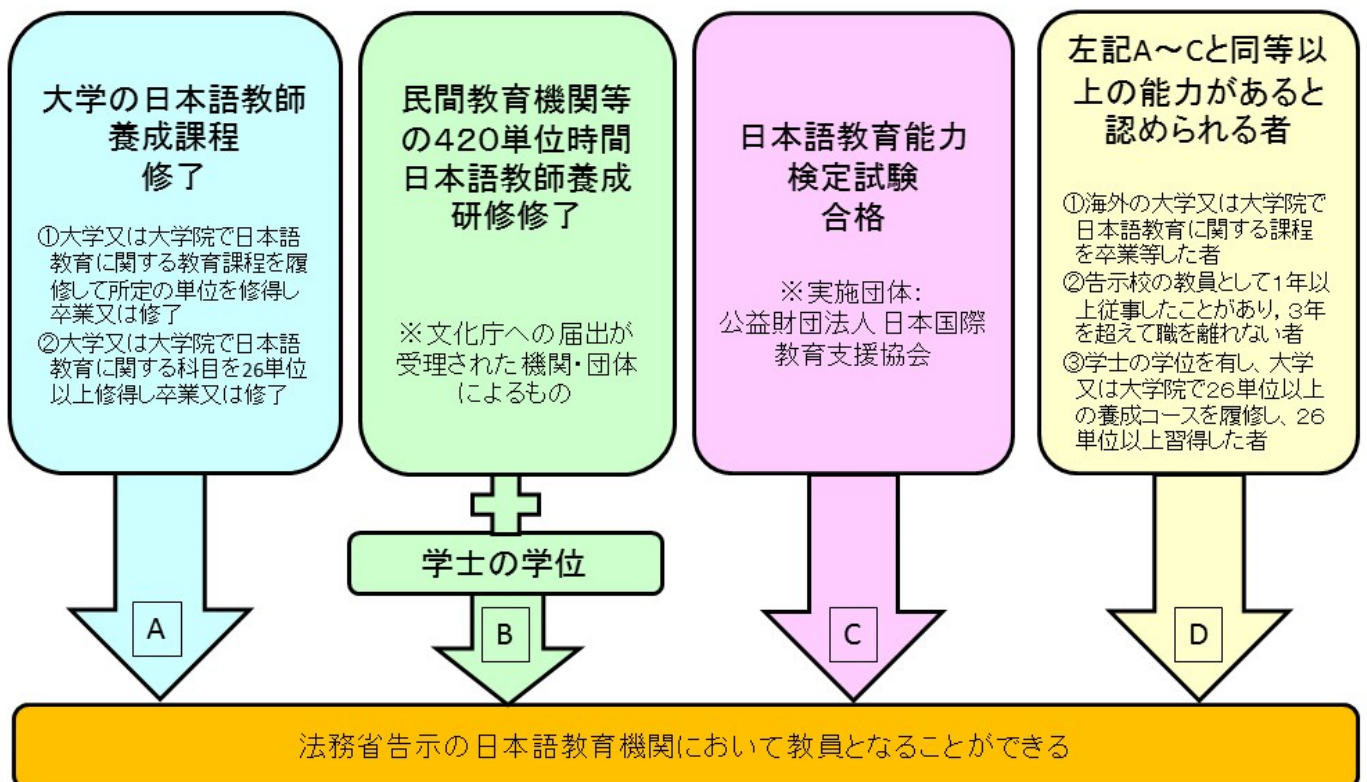 大学の日本語教師
養成課程
修了
①大学又は大学院で日本語
教育に関する教育課程を履
修して所定の単位を修得し
卒業又は修了
②大学又は大学院で日本語
教育に関する科目を26単位
以上修得し卒業又は修了
A
民間教育機関等
の420単位時間
日本語教師養成
研修修了
※文化庁への届出が
受理された機関・団体
によるもの
学士の学位
B
日本語教育能力
検定試験
合格
※実施団体:
公益財団法人 日本国際
教育支援協会
C
左記A~Cと同等以
上の能力があると
認められる者
①海外の大学又は大学院で
日本語教育に関する課程
を卒業等した者
②告示校の教員として1年以
上従事したことがあり,3年
を超えて職を離れない者
③学士の学位を有し、大学
又は大学院で26単位以上
の養成コースを履修し、26
単位以上習得した者
D
法務省告示の日本語教育機関において教員となることができる